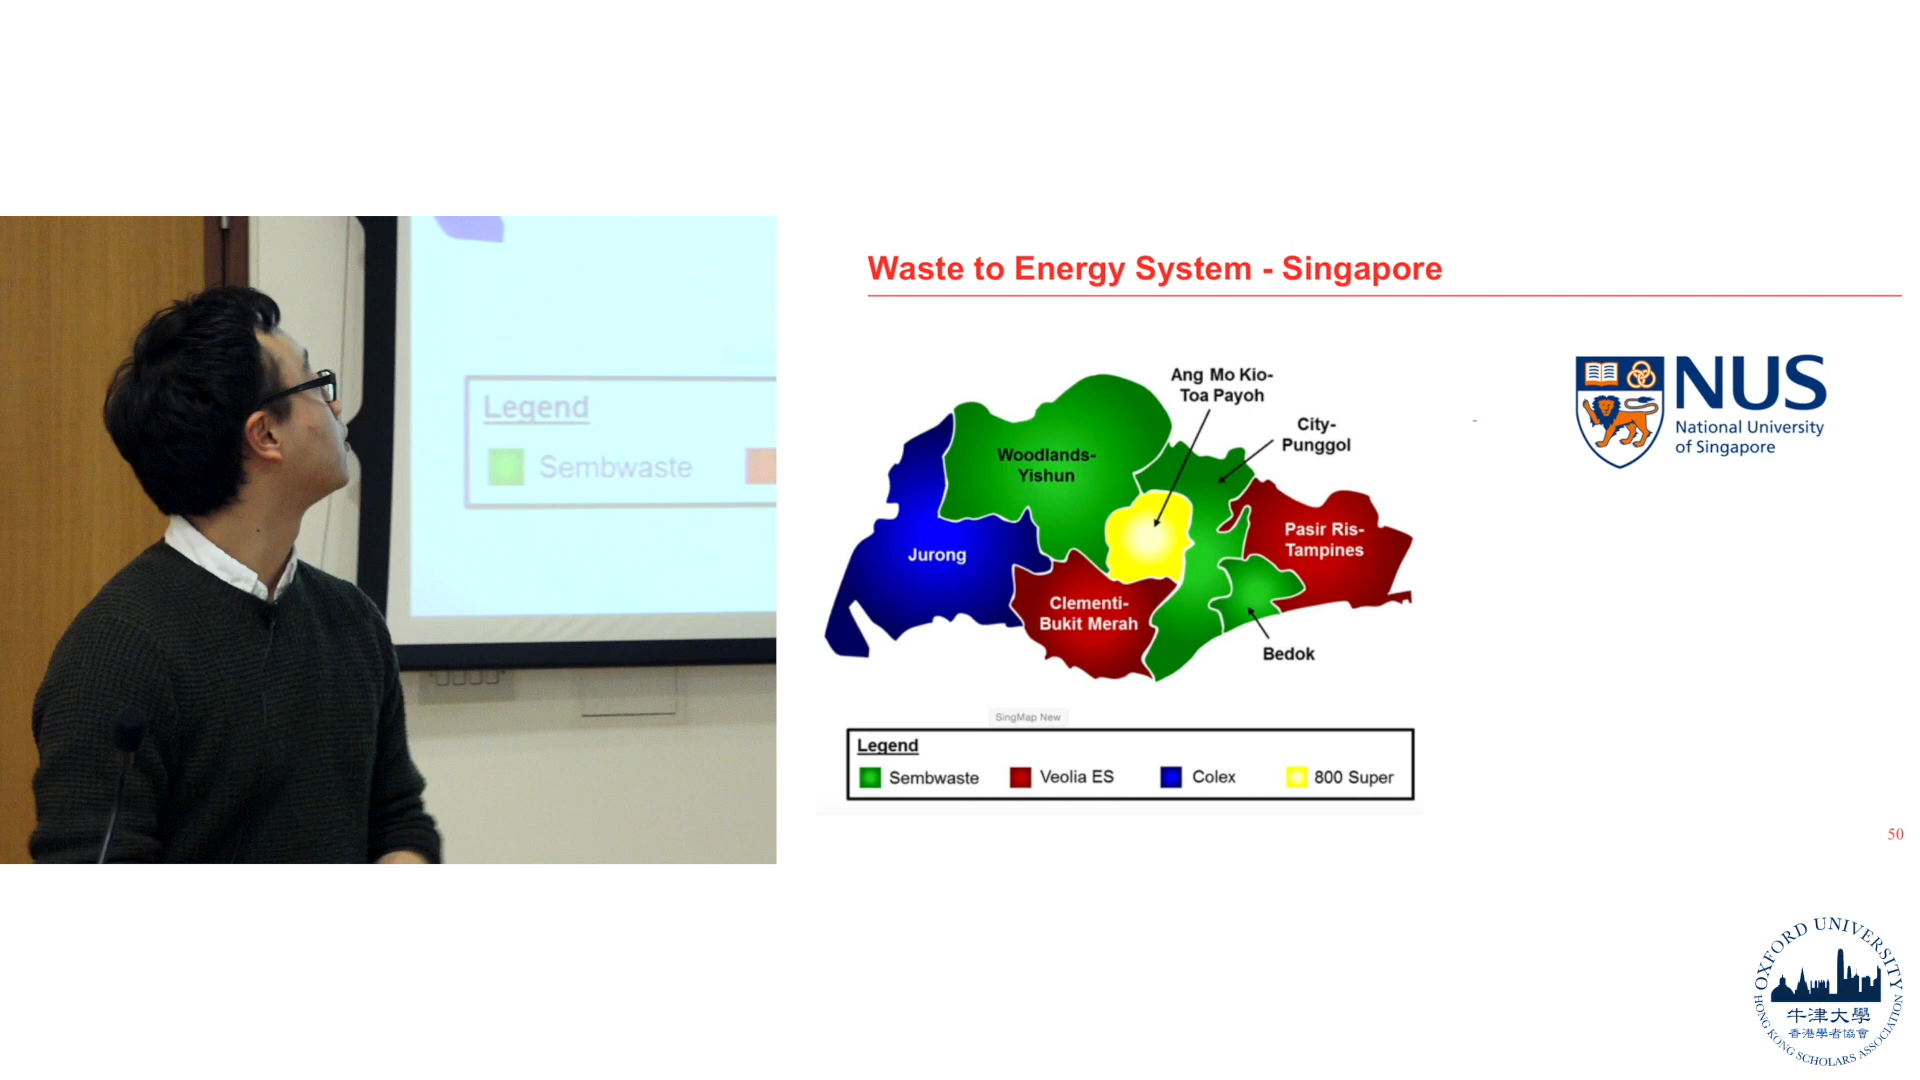 Legend
Sembwaste
Waste to Energy System - Singapore
Ang Mo Kio-
Toa Payoh
City-
Punggol
Woodlands-
Yishun
Pasir Ris-
Tampines
Jurong
Clementi-
Bukit Merah
Bedok
SingMap New
Legend
Sembwaste
Veolia ES
Colex
800 Super
NUS
National University
of Singapore
50
OXFORD UNIVERSITY
牛津大學
香港學者協會
HONG KONG SCHOLARS ASSOCIATION